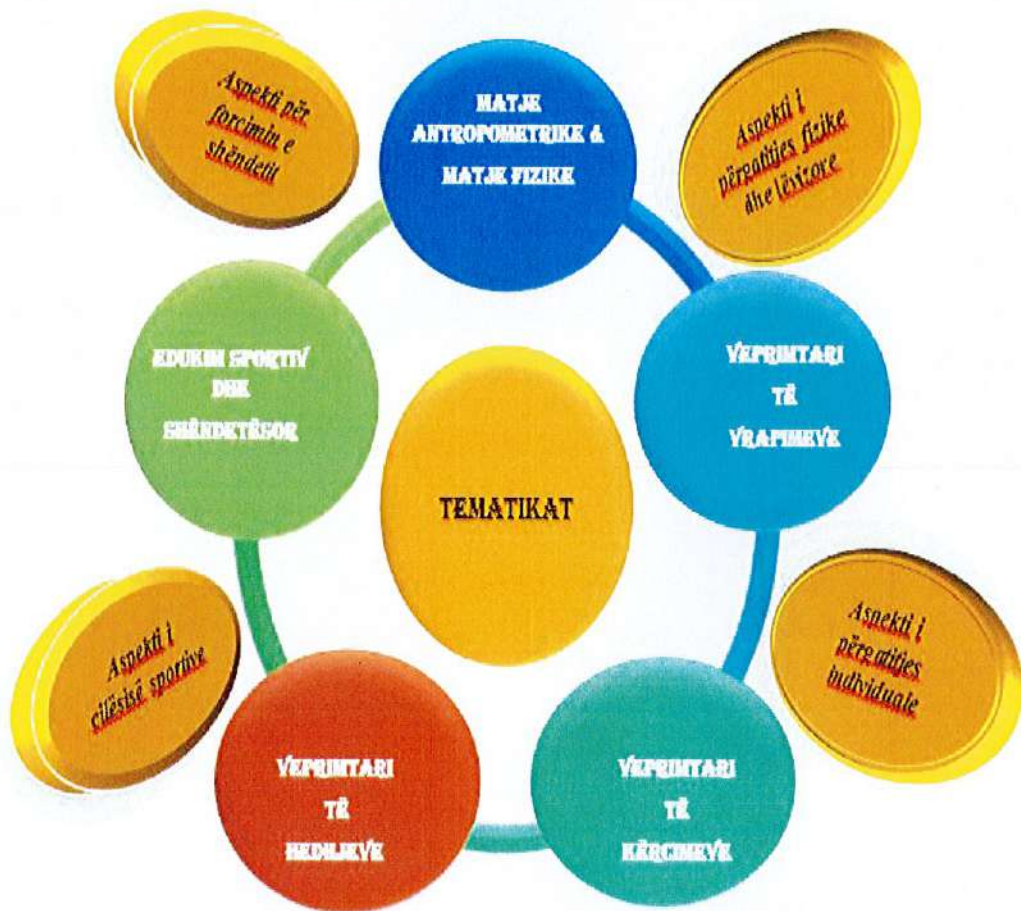 Aspekti për
forcimin e
shëndetit
MATJE
ANTROPOMETRIKE &
MATJE FIZIKE
Aspekti i
përgatitjes fizike
dhe lëvizore
EDUKIM SPORTIV
DHE
SHËNDETËSOR
VEPRIMTARI
TË
VRAPIMEVE
TEMATIKAT
Aspekti i
cilësisë sportive
Aspekti i
përgatitjes
individuale
VEPRIMTARI
TË
HEDHJEVE
VEPRIMTARI
TË
KËRCIMEVE